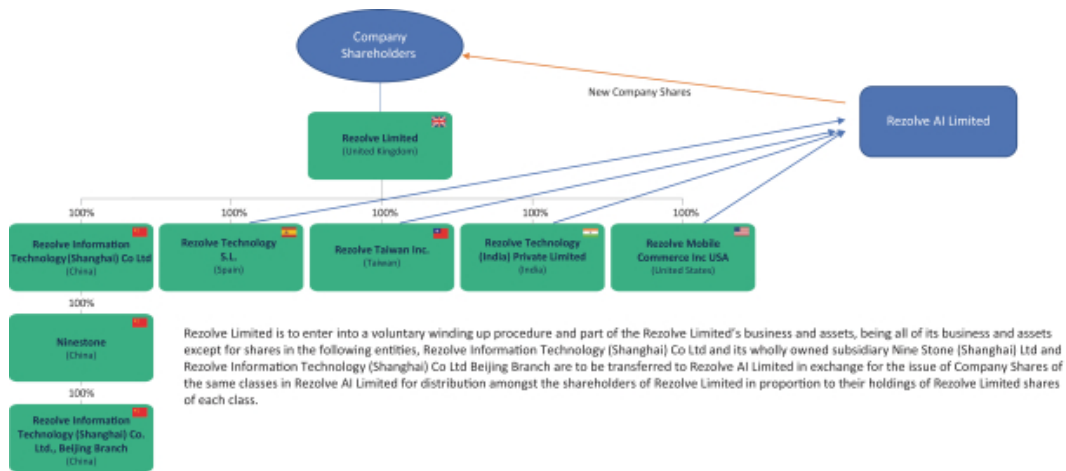 Company
Shareholders
New Company Shares
Rezolve AI Limited
Rezolve Limited
(United Kingdom)
100%
100%
100%
100%
100%
Rezolve Information
Technology(Shanghai) Co Ltd
(China)
Rezolve Technology
S.L.
(Spain)
Rezolve Taiwan Inc.
(Taiwan)
Rezolve Technology
(India) Private Limited
(India)
Rezolve Mobile
Commerce Inc USA
(United States)
100%
Ninestone
(China)
100%
Rezolve Information
Technology (Shanghai) Co.
Ltd., Beijing Branch
(China)
Rezolve Limited is to enter into a voluntary winding up procedure and part of the Rezolve Limited's business and assets, being all of its business and assets
except for shares in the following entities, Rezolve Information Technology (Shanghai) Co Ltd and its wholly owned subsidiary Nine Stone (Shanghai) Ltd and
Rezolve Information Technology (Shanghai) Co Ltd Beijing Branch are to be transferred to Rezolve AI Limited in exchange for the issue of Company Shares of
the same classes in Rezolve AI Limited for distribution amongst the shareholders of Rezolve Limited in proportion to their holdings of Rezolve Limited shares
of each class.